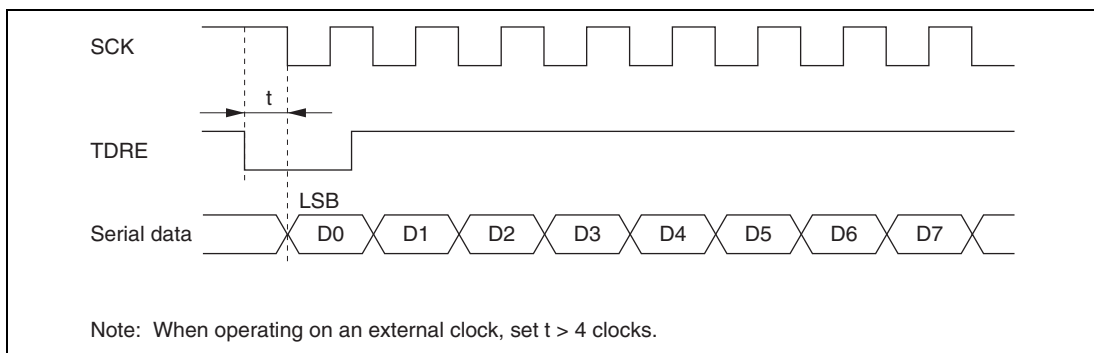 SCK
t
TDRE
LSB
Serial data D0 D1 D2 D3 D4 D5 D6 D7
Note: When operating on an external clock, set t > 4 clocks.